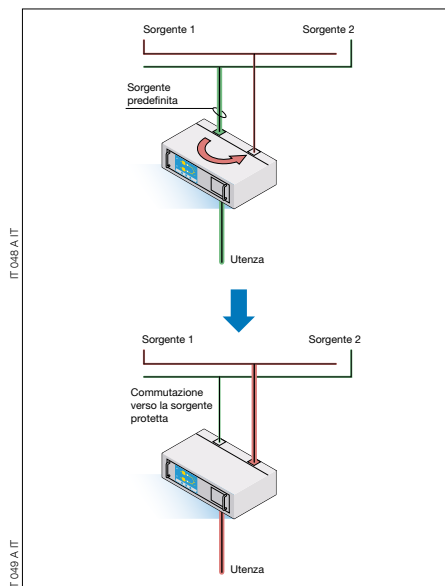 Sorgente 1
Sorgente 2
Sorgente
predefinita
Utenza
IT 048 A IT
Sorgente 1
Sorgente 2
Commutazione
verso la sorgente
protetta
Utenza
IT 049 A IT